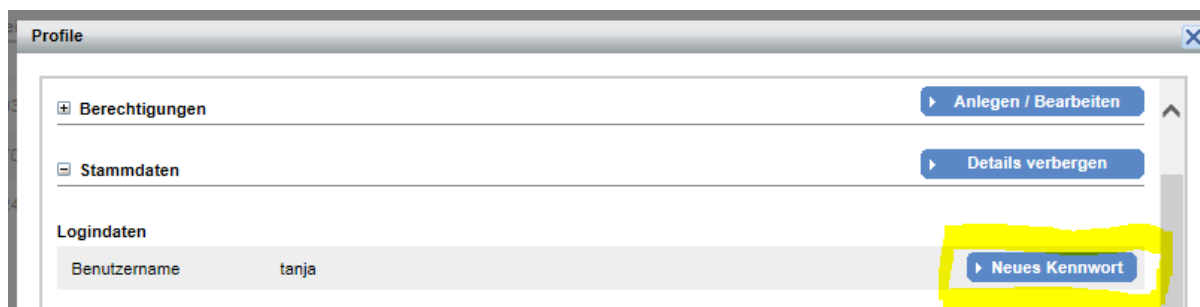 Profile
Berechtigungen Anlegen / Bearbeiten
Stammdaten Details verbergen
Logindaten
Benutzername tanja Neues Kennwort